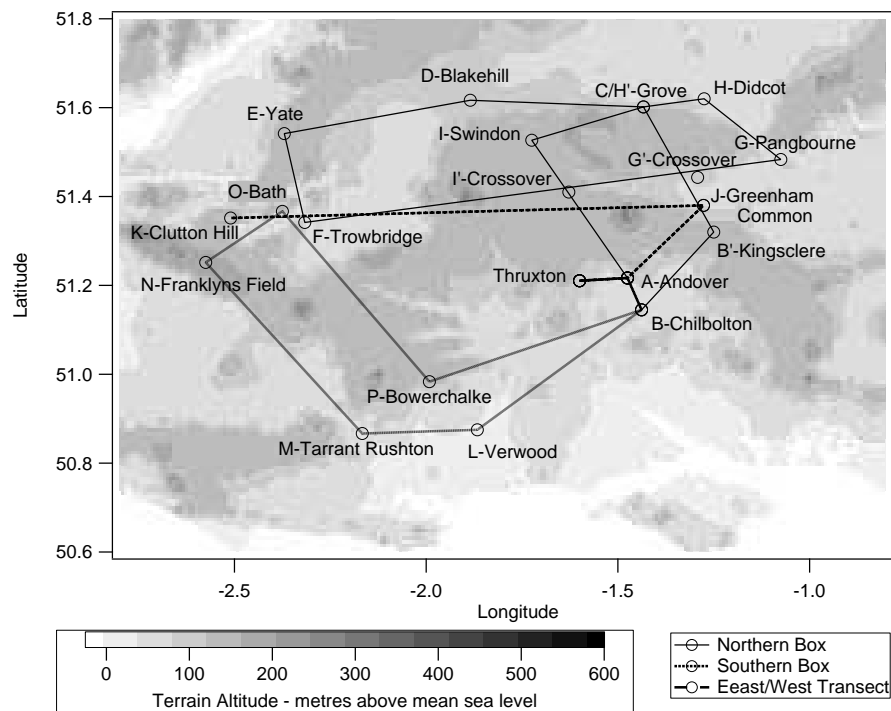 51.8
51.6
51.4
51.2
51.0
50.8
50.6
Latitude
D-Blakehill
C/H'-Grove
H-Didcot
E-Yate
I-Swindon
G-Pangbourne
G'-Crossover
I'-Crossover
O-Bath
J-Greenham
Common
K-Clutton Hill
F-Trowbridge
B'-Kingsclere
N-Franklyns Field
Thruxton
A-Andover
B-Chilbolton
P-Bowerchalke
M-Tarrant Rushton
L-Verwood
-2.5
-2.0
-1.5
-1.0
Longitude
0
100
200
300
400
500
600
Terrain Altitude - metres above mean sea level
Northern Box
Southern Box
Eeast/West Transect